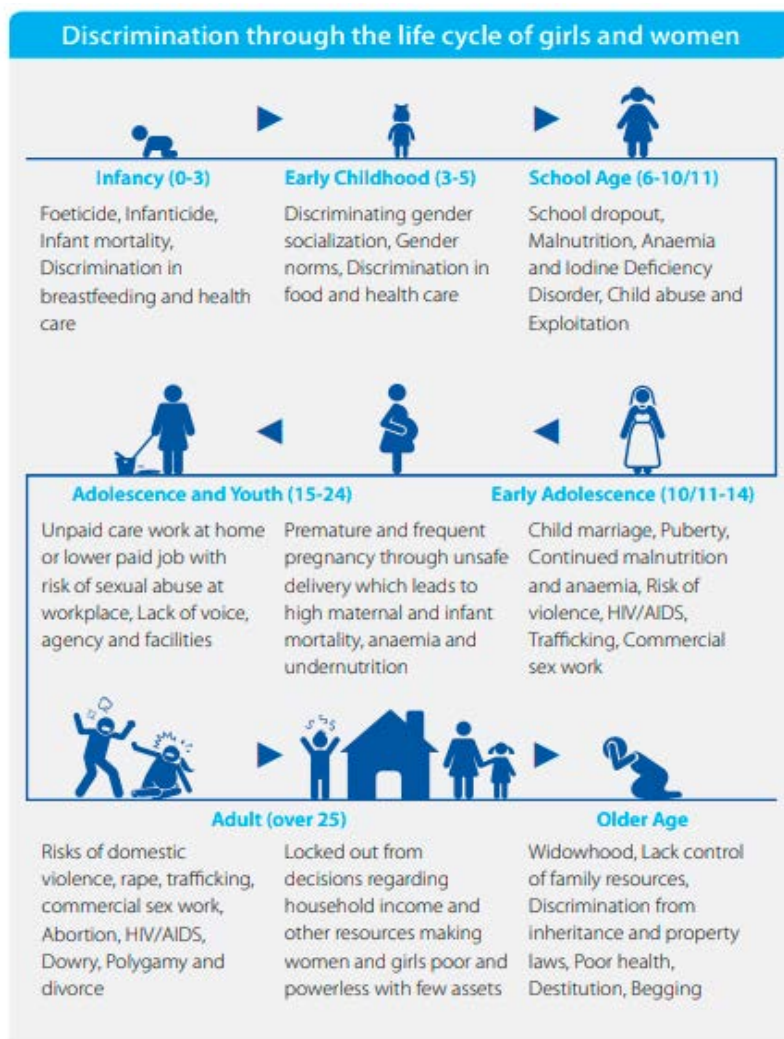 Discrimination through the life cycle of girls and women
Infancy (0-3)
Foeticide, Infanticide,
Infant mortality,
Discrimination in
breastfeeding and health
care
Early Childhood (3-5)
Discriminating gender
socialization, Gender
norms, Discrimination in
food and health care
School Age (6-10/11)
School dropout,
Malnutrition, Anaemia
and Iodine Deficiency
Disorder, Child abuse and
Exploitation
Early Adolescence (10/11-14)
Child marriage, Puberty,
Continued malnutrition
and anaemia, Risk of
violence, HIV/AIDS,
Trafficking, Commercial
sex work
Adolescence and Youth (15-24)
Premature and frequent
pregnancy through unsafe
delivery which leads to
high maternal and infant
mortality, anaemia and
undernutrition
Unpaid care work at home
or lower paid job with
risk of sexual abuse at
workplace, Lack of voice,
agency and facilities
$ $ $
Adult (over 25)
Risks of domestic
violence, rape, trafficking,
commercial sex work,
Abortion, HIV/AIDS,
Dowry, Polygamy and
divorce
Locked out from
decisions regarding
household income and
other resources making
women and girls poor and
powerless with few assets
Older Age
Widowhood, Lack control
of family resources,
Discrimination from
inheritance and property
laws, Poor health,
Destitution, Begging